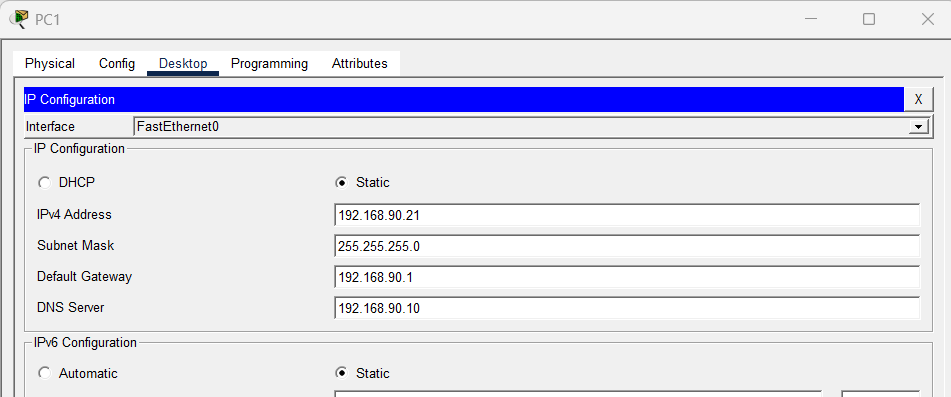 PC1
Physical Config Desktop Programming Attributes
IP Configuration X
Interface FastEthernet0
IP Configuration
DHCP Static
IPv4 Address 192.168.90.21
Subnet Mask 255.255.255.0
Default Gateway 192.168.90.1
DNS Server 192.168.90.10
IPv6 Configuration
Automatic Static